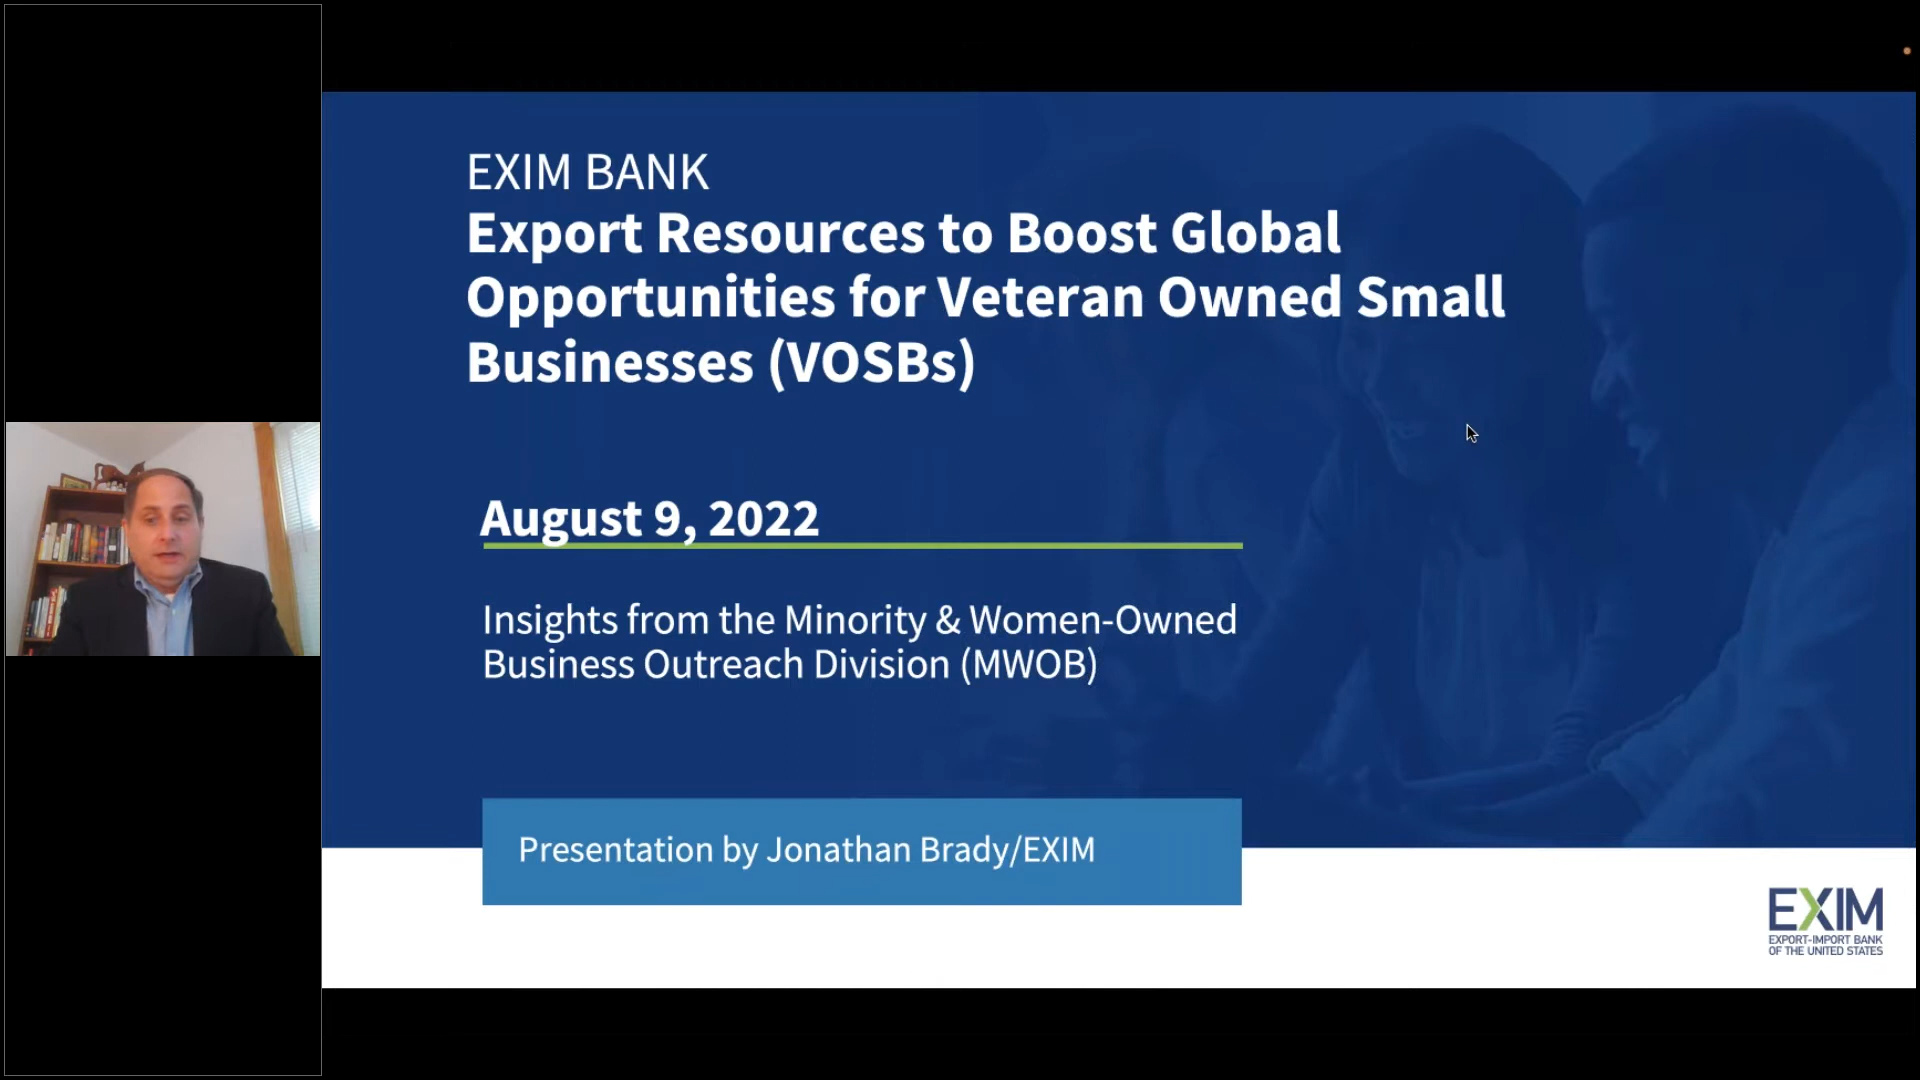 EXIM BANK
Export Resources to Boost Global
Opportunities for Veteran Owned Small
Businesses (VOSBs)
August 9, 2022
Insights from the Minority & Women-Owned
Business Outreach Division (MWOB)
Presentation by Jonathan Brady/EXIM
EXIM
EXPORT-IMPORT BANK
OF THE UNITED STATES